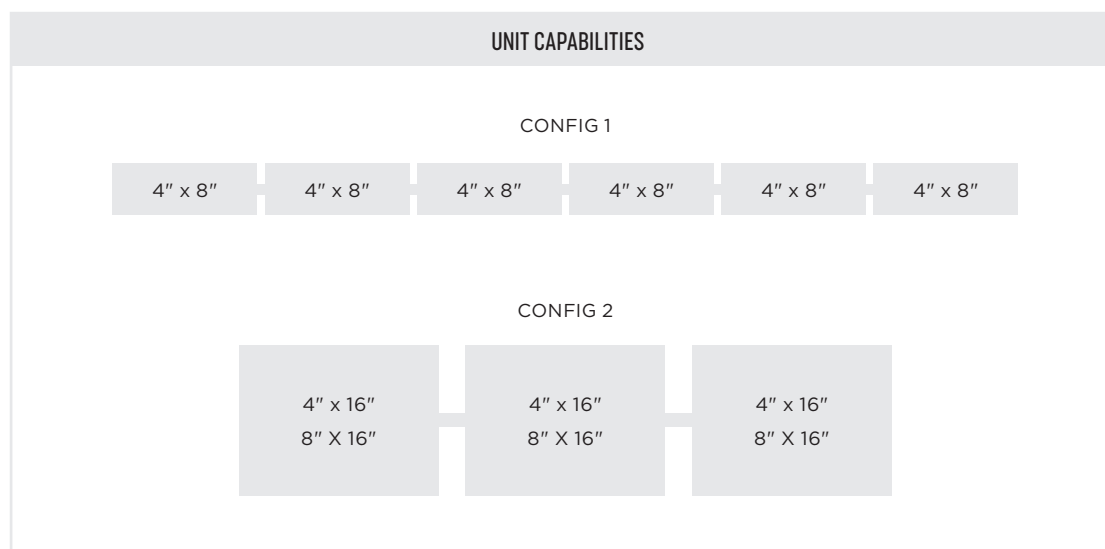 UNIT CAPABILITIES
CONFIG 1
4" x 8" 4" x 8" 4" x 8" 4" x 8" 4" x 8" 4" x 8"
CONFIG 2
4" x 16" 4" x 16" 4" x 16"
8" X 16" 8" X 16" 8" X 16"